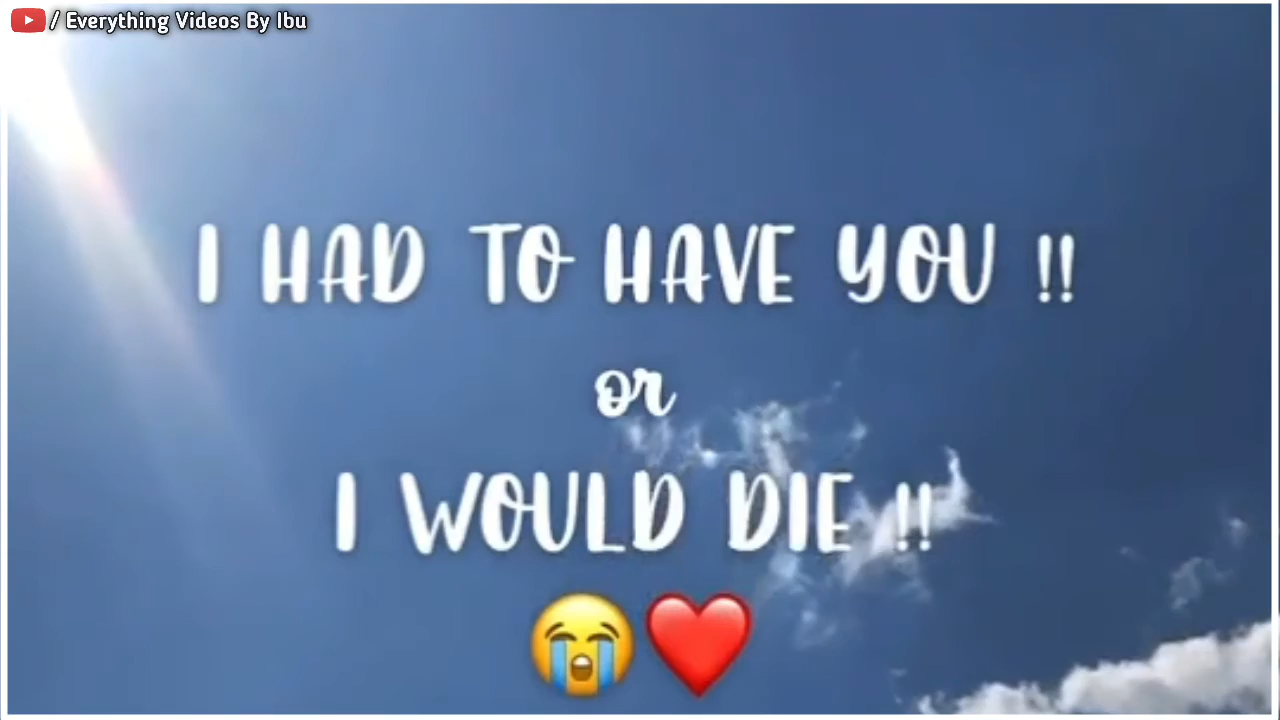 / Everything Videos By Ibu
I HAD TO HAVE YOU !!
or
I WOULD DIE !!